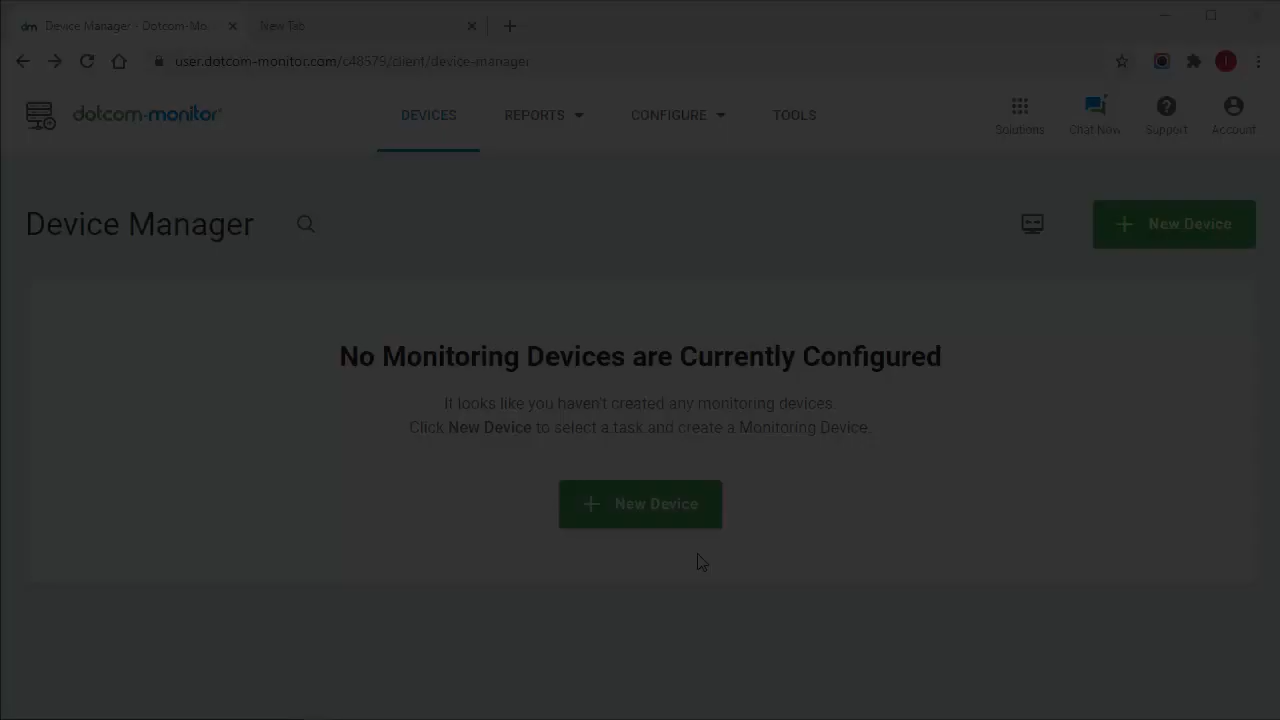 dm Device Manager - Dotcom-Mo
New Tab
user.dotcom-monitor.com/c48573/client/device-manager
dotcom-monitor
DEVICES
REPORTS
CONFIGURE
TOOLS
Solutions
Chat Now
Support
Account
Device Manager
New Device
No Monitoring Devices are Currently Configured
It looks like you haven't created any monitoring devices.
Click New Device to select a task and create a Monitoring Device.
New Device